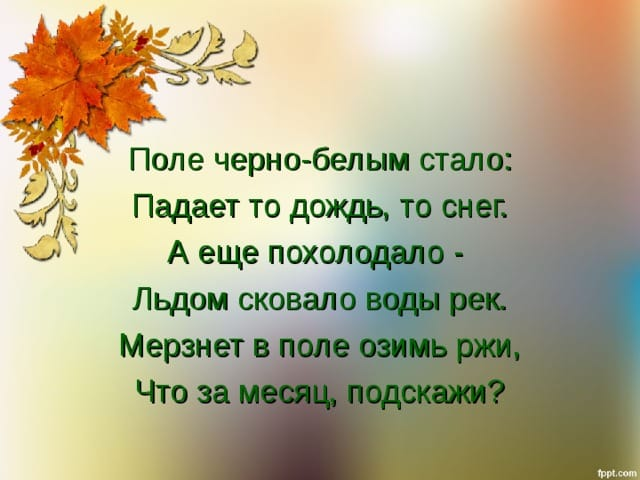 Поле черно-белым стало:
Падает то дождь, то снег.
А еще похолодало -
Льдом сковало воды рек.
Мерзнет в поле озимь ржи,
Что за месяц, подскажи?
fppt.com